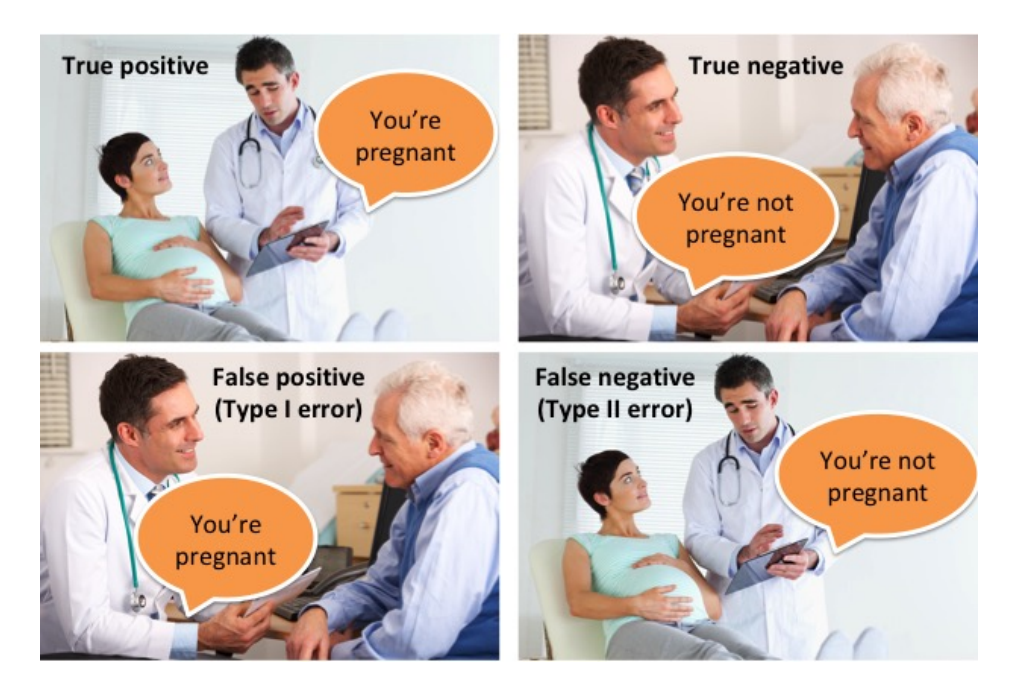 True positive
You're
pregnant
True negative
You're not
pregnant
False positive
(Type I error)
You're
pregnant
False negative
(Type II error)
You're not
pregnant